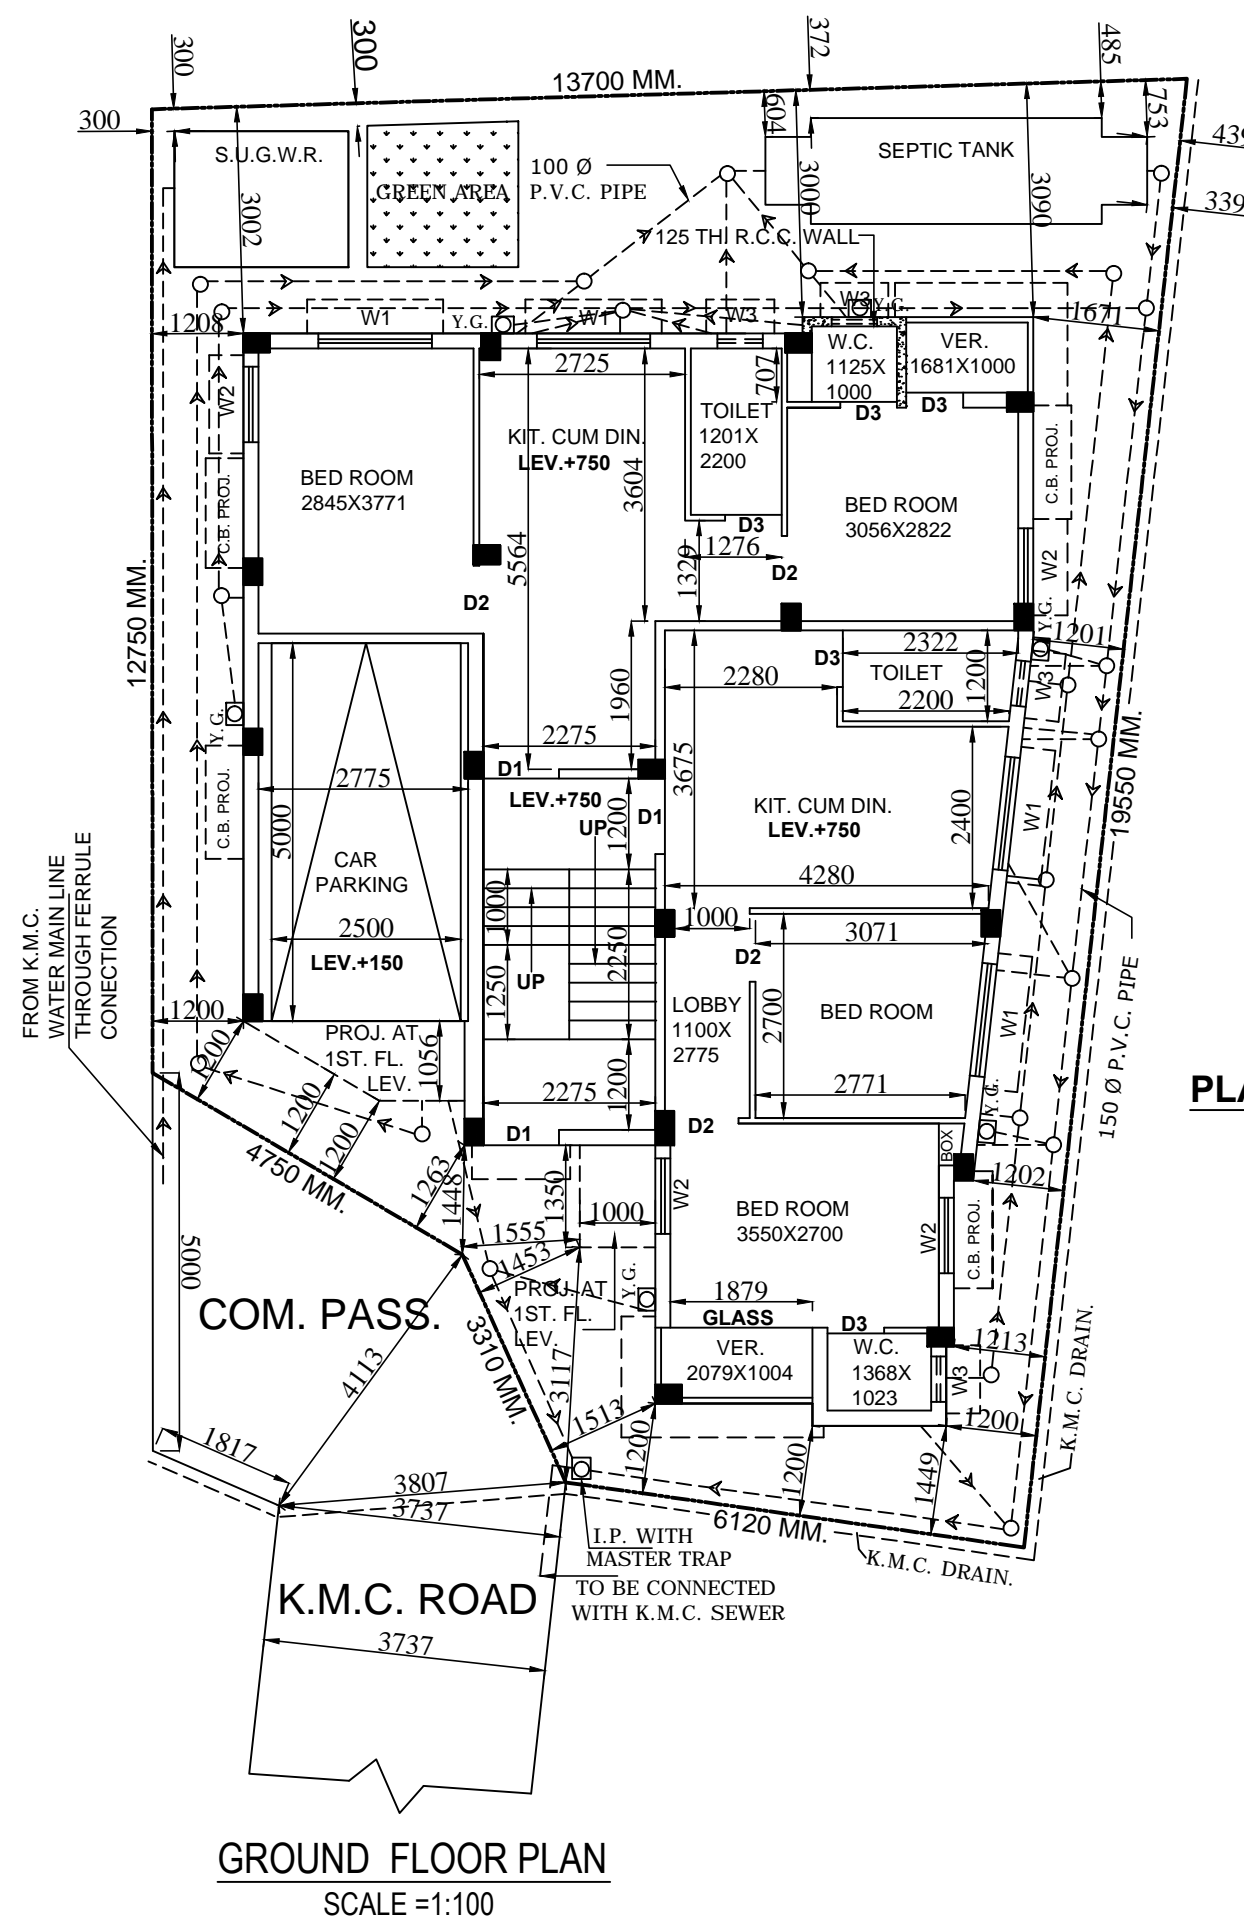 300
300
372
485
13700 MM.
300
604
753
439
S.U.G.W.R.
GREEN AREA
100 Ø
P.V.C. PIPE
SEPTIC TANK
3002
3000
3090
339
125 TH. R.C.C. WALL
1208
W1
Y.G.
W1
W3
W3
Y.G.
1671
2725
707
W.C.
1125X
1000
VER.
1681X1000
W2
TOILET
1201X
2200
D3
D3
KIT. CUM DIN.
LEV.+750
BED ROOM
2845X3771
3604
C.B. PROJ.
C.B. PROJ.
BED ROOM
3056X2822
D3
5564
1329
1276
D2
W2
D2
12750 MM.
Y.G.
1201
D3
2322
TOILET
2200
1200
W3
1960
2280
Y.G.
2275
3675
19550 MM.
D1
LEV.+750
D1
UP
1200
2775
5000
C.B. PROJ.
KIT. CUM DIN.
LEV.+750
2400
W1
CAR
PARKING
4280
FROM K.M.C.
WATER MAIN LINE
THROUGH FERRULE
CONECTION
1000
1000
3071
2500
LEV.+150
2250
D2
1250
UP
LOBBY
1100X
2775
2700
BED ROOM
W1
150 Ø P.V.C. PIPE
1200
PROJ. AT
1ST. FL.
LEV.
1056
1200
1200
1200
2771
PLA
2275
1200
Y.G.
D1
D2
BOX
4750 MM.
1263
1448
1350
1202
W2
1000
BED ROOM
3550X2700
W2
C.B. PROJ.
1555
1453
5000
PROJ. AT
1ST. FL.
LEV.
Y.G.
1879
GLASS
D3
COM. PASS.
3310 MM.
1213
K.M.C. DRAIN.
3117
VER.
2079X1004
W.C.
1368X
1023
W3
4113
1513
1200
1200
1200
1449
1817
3807
3737
6120 MM.
I.P. WITH
MASTER TRAP
K.M.C. DRAIN.
TO BE CONNECTED
WITH K.M.C. SEWER
K.M.C. ROAD
3737
GROUND FLOOR PLAN
SCALE =1:100